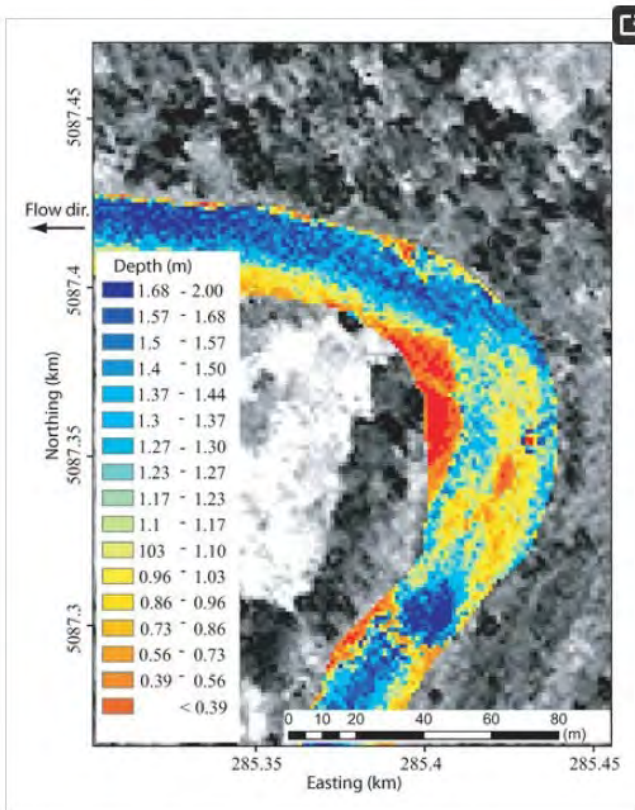 5087.45
Flow dir.
5087.4
Northing (km)
5087.35
5087.3
Depth (m)
1.68 - 2.00
1.57 - 1.68
1.5 - 1.57
1.4 - 1.50
1.37 - 1.44
1.3 - 1.37
1.27 - 1.30
1.23 - 1.27
1.17 - 1.23
1.1 - 1.17
103 - 1.10
0.96 - 1.03
0.86 - 0.96
0.73 - 0.86
0.56 - 0.73
0.39 - 0.56
< 0.39
0 10 20 40 60 80
(m)
285.35 285.4 285.45
Easting (km)